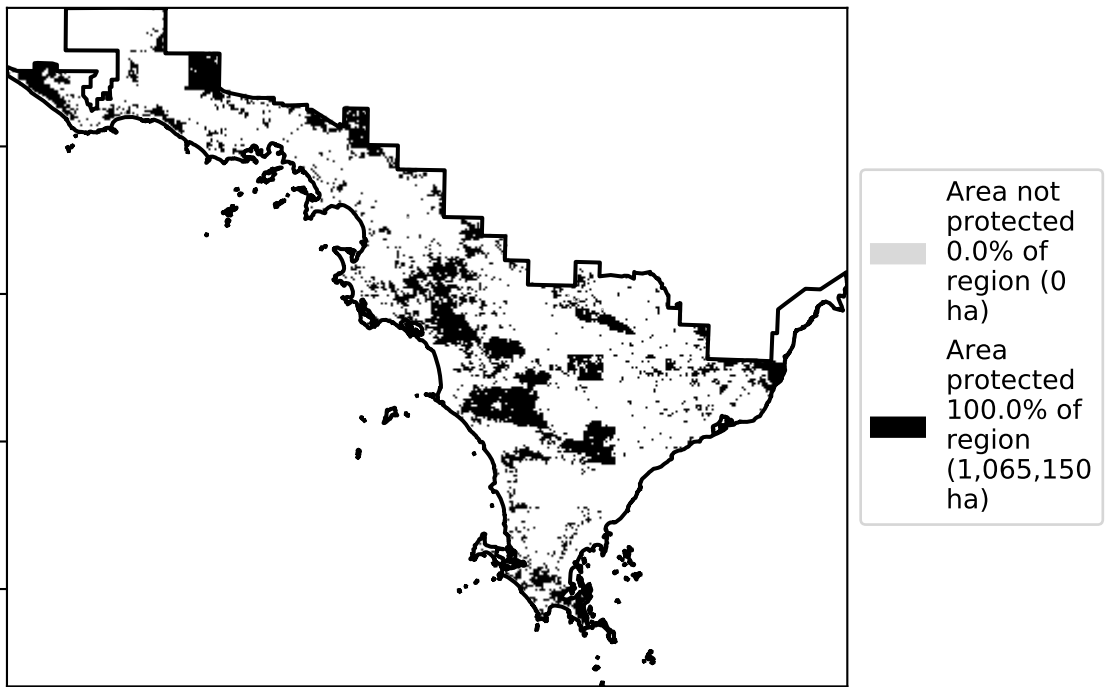 Area not
protected
0.0% of
region (0
ha)
Area
protected
100.0% of
region
(1,065,150
ha)